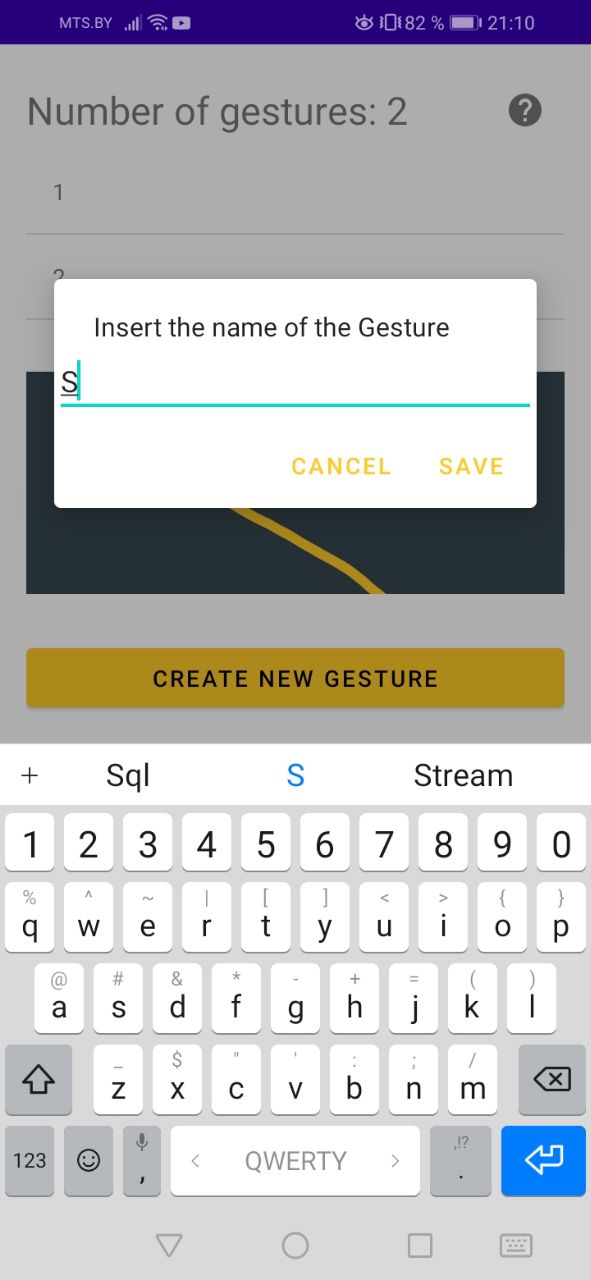 MTS.BY 82 % 21:10
Number of gestures: 2
1
2
Insert the name of the Gesture
S
CANCEL SAVE
CREATE NEW GESTURE
+ Sql S Stream
1 2 3 4 5 6 7 8 9 0
% ^ ~ | [ ] < > { }
q w e r t y u i o p
@ # & * - + = ( )
a s d f g h j k l
_ $ " ' : ; /
z x c v b n m
,!?
123 , < QWERTY > .